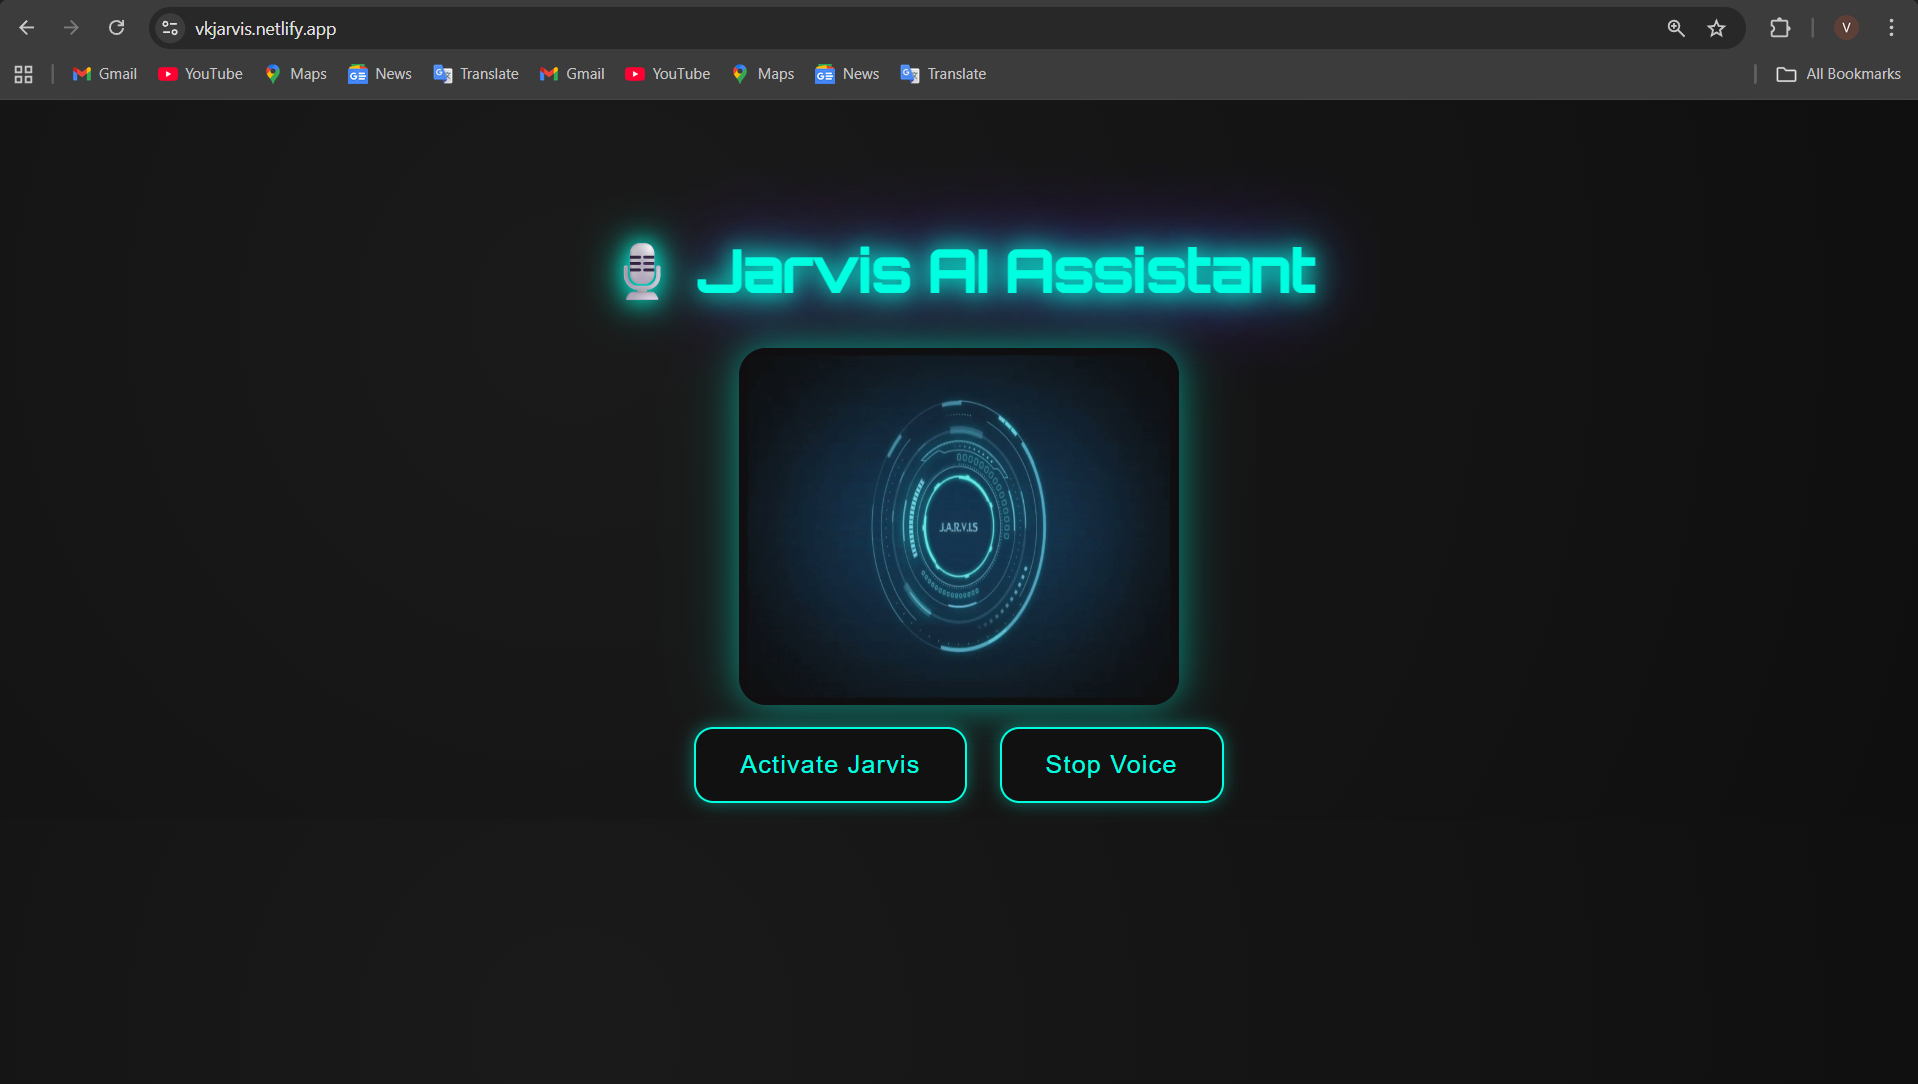 vkjarvis.netlify.app
V
Gmail YouTube Maps News Translate Gmail YouTube Maps News Translate All Bookmarks
Jarvis AI Assistant
J.A.R.V.I.S
Activate Jarvis Stop Voice